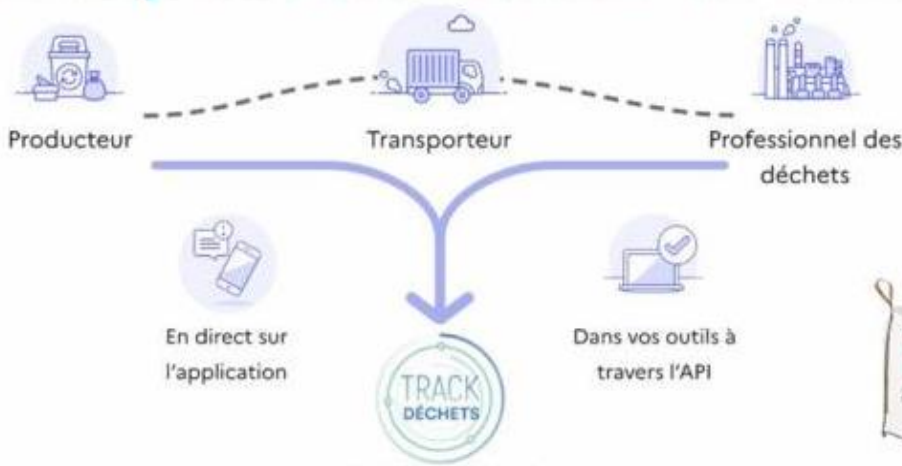 Producteur
Transporteur
Professionnel des
déchets
En direct sur
l'application
Dans vos outils à
travers l'API
TRACK
DÉCHETS